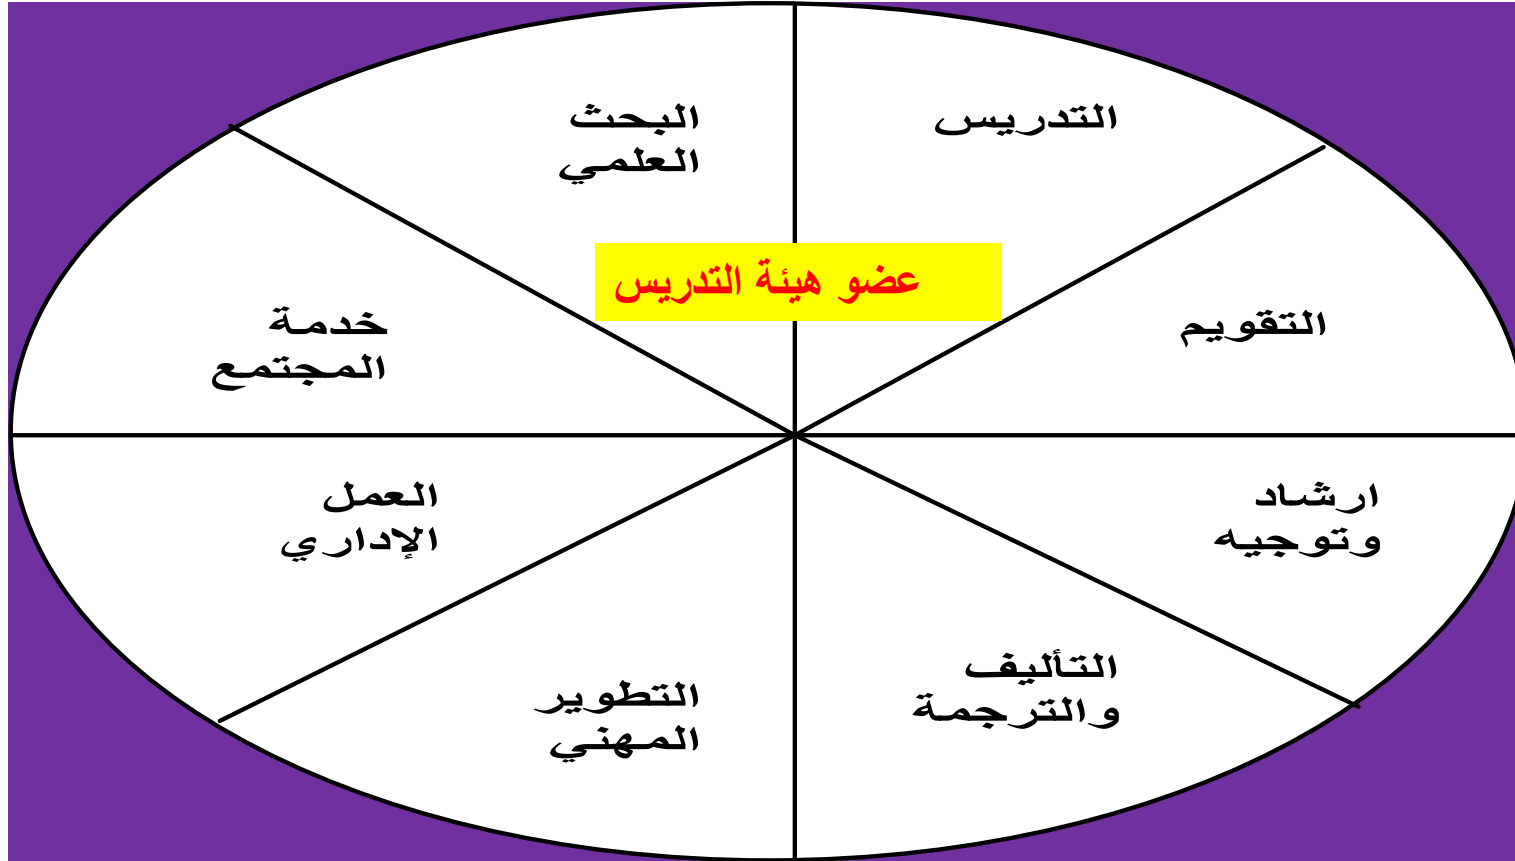 التدريس
البحث
العلمي
عضو هيئة التدريس
التقويم
خدمة
المجتمع
ارشاد
وتوجيه
العمل
الإداري
التأليف
والترجمة
التطوير
المهني